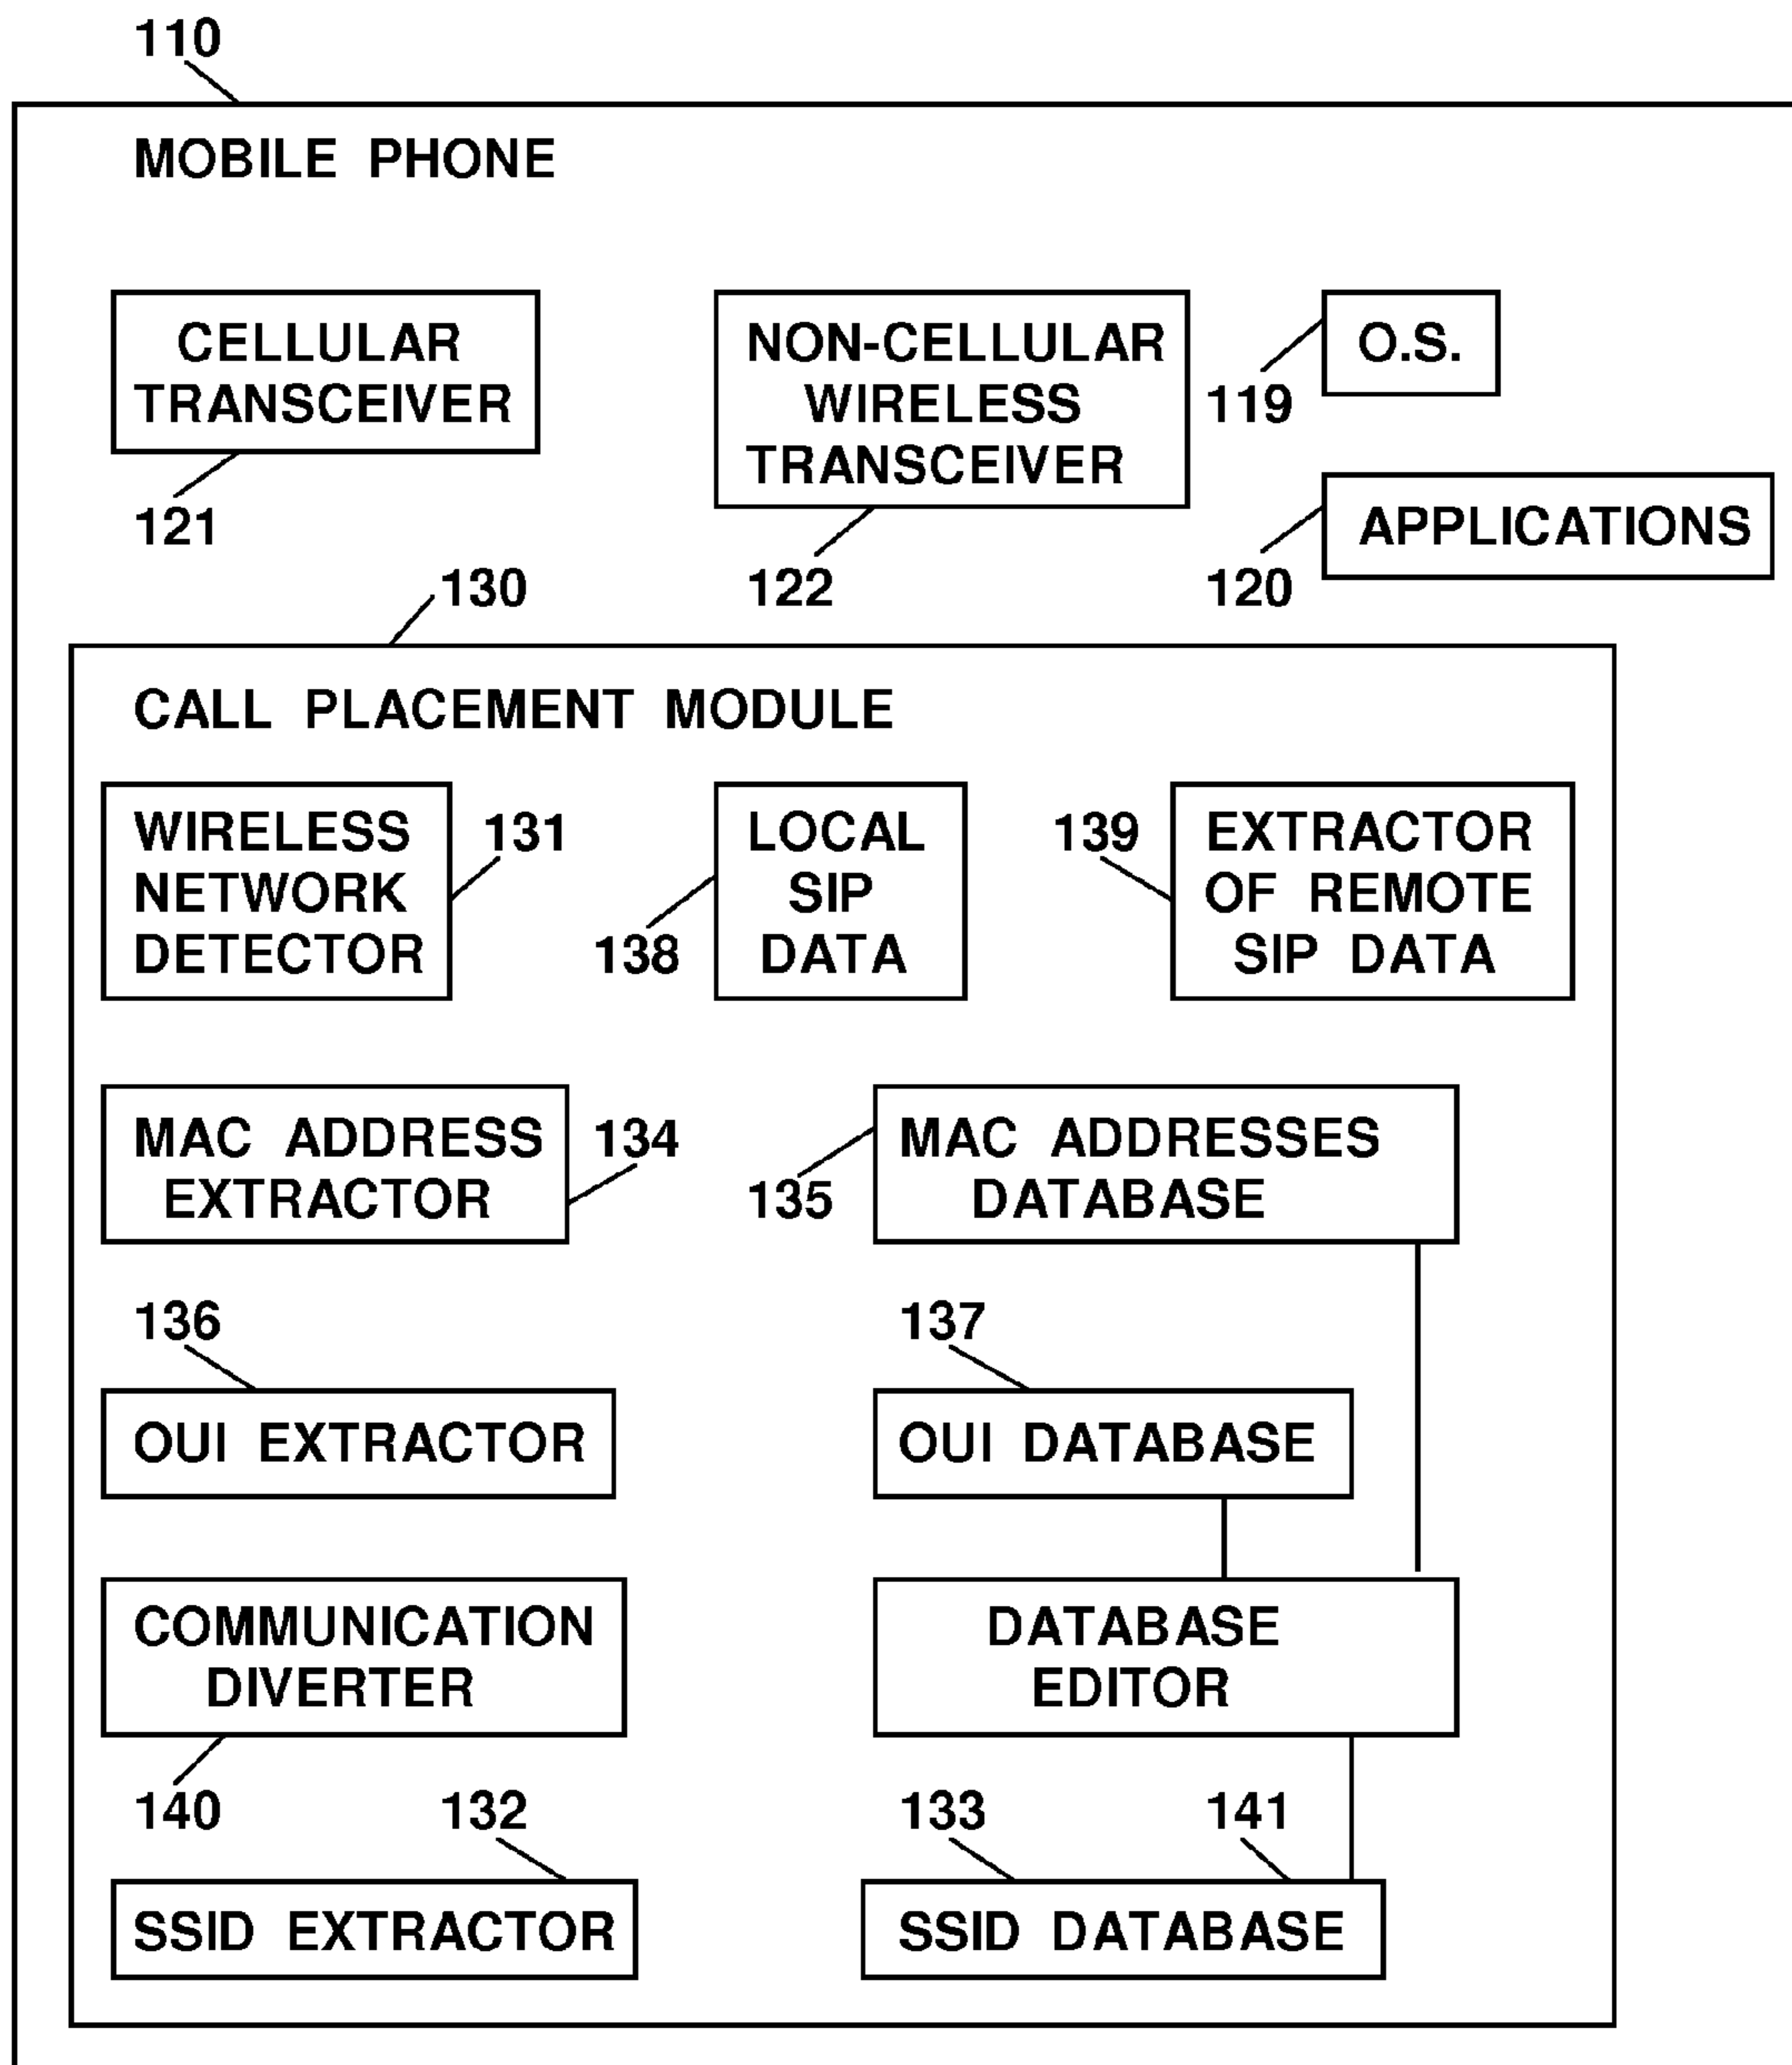 110
MOBILE PHONE
CELLULAR
TRANSCEIVER
121
NON-CELLULAR
WIRELESS
TRANSCEIVER
122
O.S.
119
APPLICATIONS
120
130
CALL PLACEMENT MODULE
WIRELESS
NETWORK
DETECTOR
131
LOCAL
SIP
DATA
138
139
EXTRACTOR
OF REMOTE
SIP DATA
MAC ADDRESS
EXTRACTOR
134
MAC ADDRESSES
DATABASE
135
136
OUI EXTRACTOR
137
OUI DATABASE
COMMUNICATION
DIVERTER
140
DATABASE
EDITOR
132
SSID EXTRACTOR
133
141
SSID DATABASE